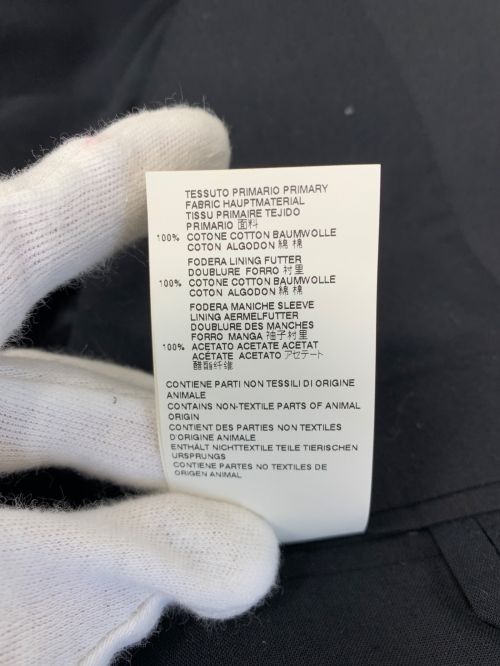 TESSUTO PRIMARIO PRIMARY
FABRIC HAUPTMATERIAL
TISSU PRIMAIRE TEJIDO
PRIMARIO 面料
100% COTONE COTTON BAUMWOLLE
COTON ALGODON 綿 棉
FODERA LINING FUTTER
DOUBLURE FORRO 衬里
100% COTONE COTTON BAUMWOLLE
COTON ALGODON 綿 棉
FODERA MANICHE SLEEVE
LINING AERMELFUTTER
DOUBLURE DES MANCHES
FORRO MANGA 袖子衬里
100% ACETATO ACETATE ACETAT
ACÉTATE ACETATO アセテート
醋酯纤维
CONTIENE PARTI NON TESSILI DI ORIGINE
ANIMALE
CONTAINS NON-TEXTILE PARTS OF ANIMAL
ORIGIN
CONTIENT DES PARTIES NON TEXTILES
D'ORIGINE ANIMALE
ENTHÄLT NICHTTEXTILE TEILE TIERISCHEN
URSPRUNGS
CONTIENE PARTES NO TEXTILES DE
ORIGEN ANIMAL